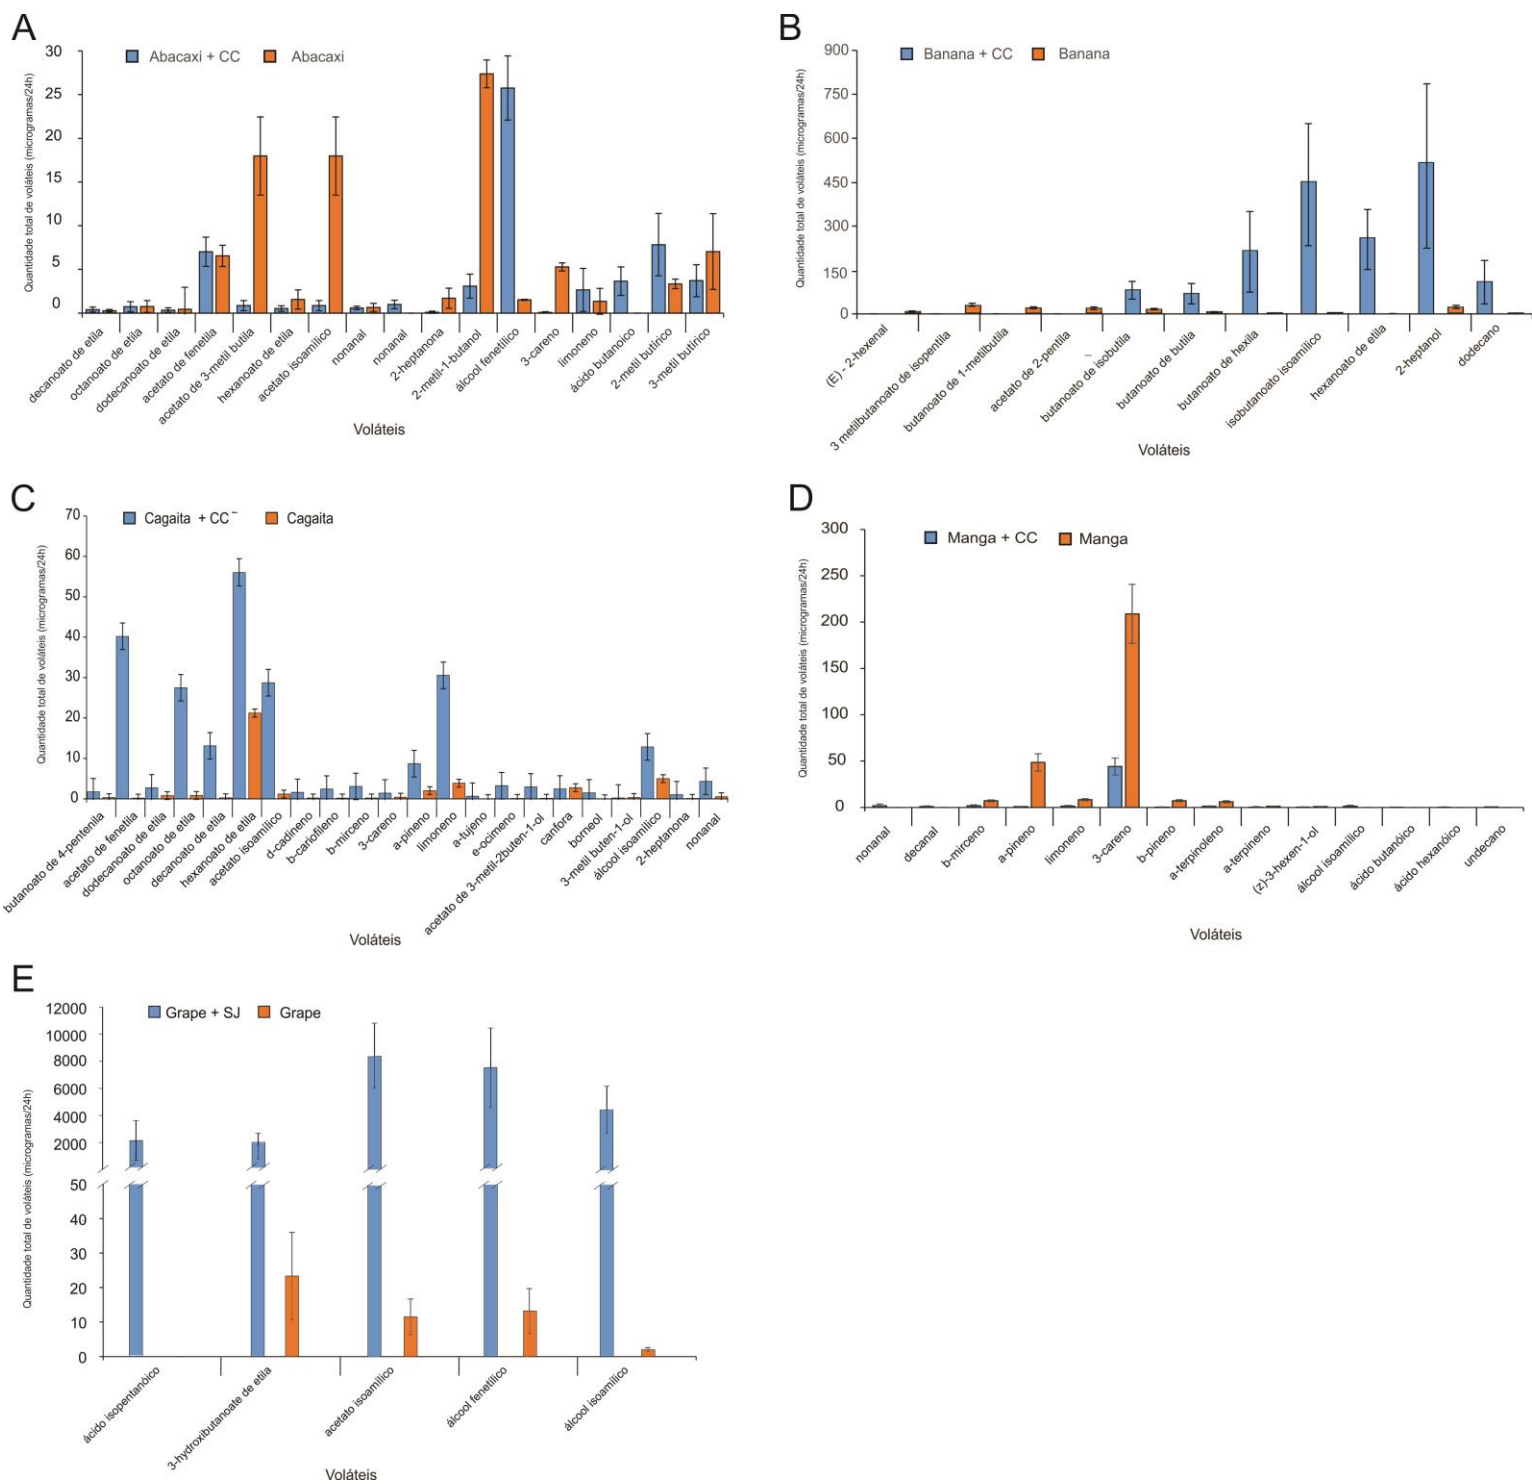 A
Abacaxi + CC
Abacaxi
Quantidade total de voláteis (microgramas/24h)
30
25
20
15
10
5
0
decanoato de etila
octanoato de etila
dodecanoato de etila
acetato de fenetila
acetato de 3-metil butila
hexanoato de etila
acetato isoamílico
nonanal
nonanal
2-heptanona
2-metil-1-butanol
álcool fenetílico
3-careno
limoneno
ácido butanoico
2-metil butírico
3-metil butírico
Voláteis
B
Banana + CC
Banana
Quantidade total de voláteis (microgramas/24h)
900
750
600
450
300
150
0
(E) - 2-hexenal
3 metilbutanoato de isopentila
butanoato de 1-metilbutila
acetato de 2-pentila
butanoato de isobutila
butanoato de butila
butanoato de hexila
isobutanoato isoamílico
hexanoato de etila
2-heptanol
dodecano
Voláteis
C
Cagaita + CC
Cagaita
Quantidade total de voláteis (microgramas/24h)
70
60
50
40
30
20
10
0
butanoato de 4-pentenila
acetato de fenetila
dodecanoato de etila
octanoato de etila
decanoato de etila
hexanoato de etila
acetato isoamílico
d-cadineno
b-cariofileno
b-mirceno
3-careno
a-pineno
limoneno
a-tujeno
e-ocimeno
acetato de 3-metil-2buten-1-ol
canfora
borneol
3-metil buten-1-ol
álcool isoamílico
2-heptanona
nonanal
Voláteis
D
Manga + CC
Manga
Quantidade total de voláteis (microgramas/24h)
300
250
200
150
100
50
0
nonanal
decanal
b-mirceno
a-pineno
limoneno
3-careno
b-pineno
a-terpinoleno
a-terpineno
(z)-3-hexen-1-ol
álcool isoamílico
ácido butanóico
ácido hexanóico
undecano
Voláteis
E
Grape + SJ
Grape
Quantidade total de voláteis (microgramas/24h)
12000
10000
8000
6000
4000
2000
50
40
30
20
10
0
ácido isopentanóico
3-hydroxibutanoate de etila
acetato isoamílico
álcool fenetílico
álcool isoamílico
Voláteis